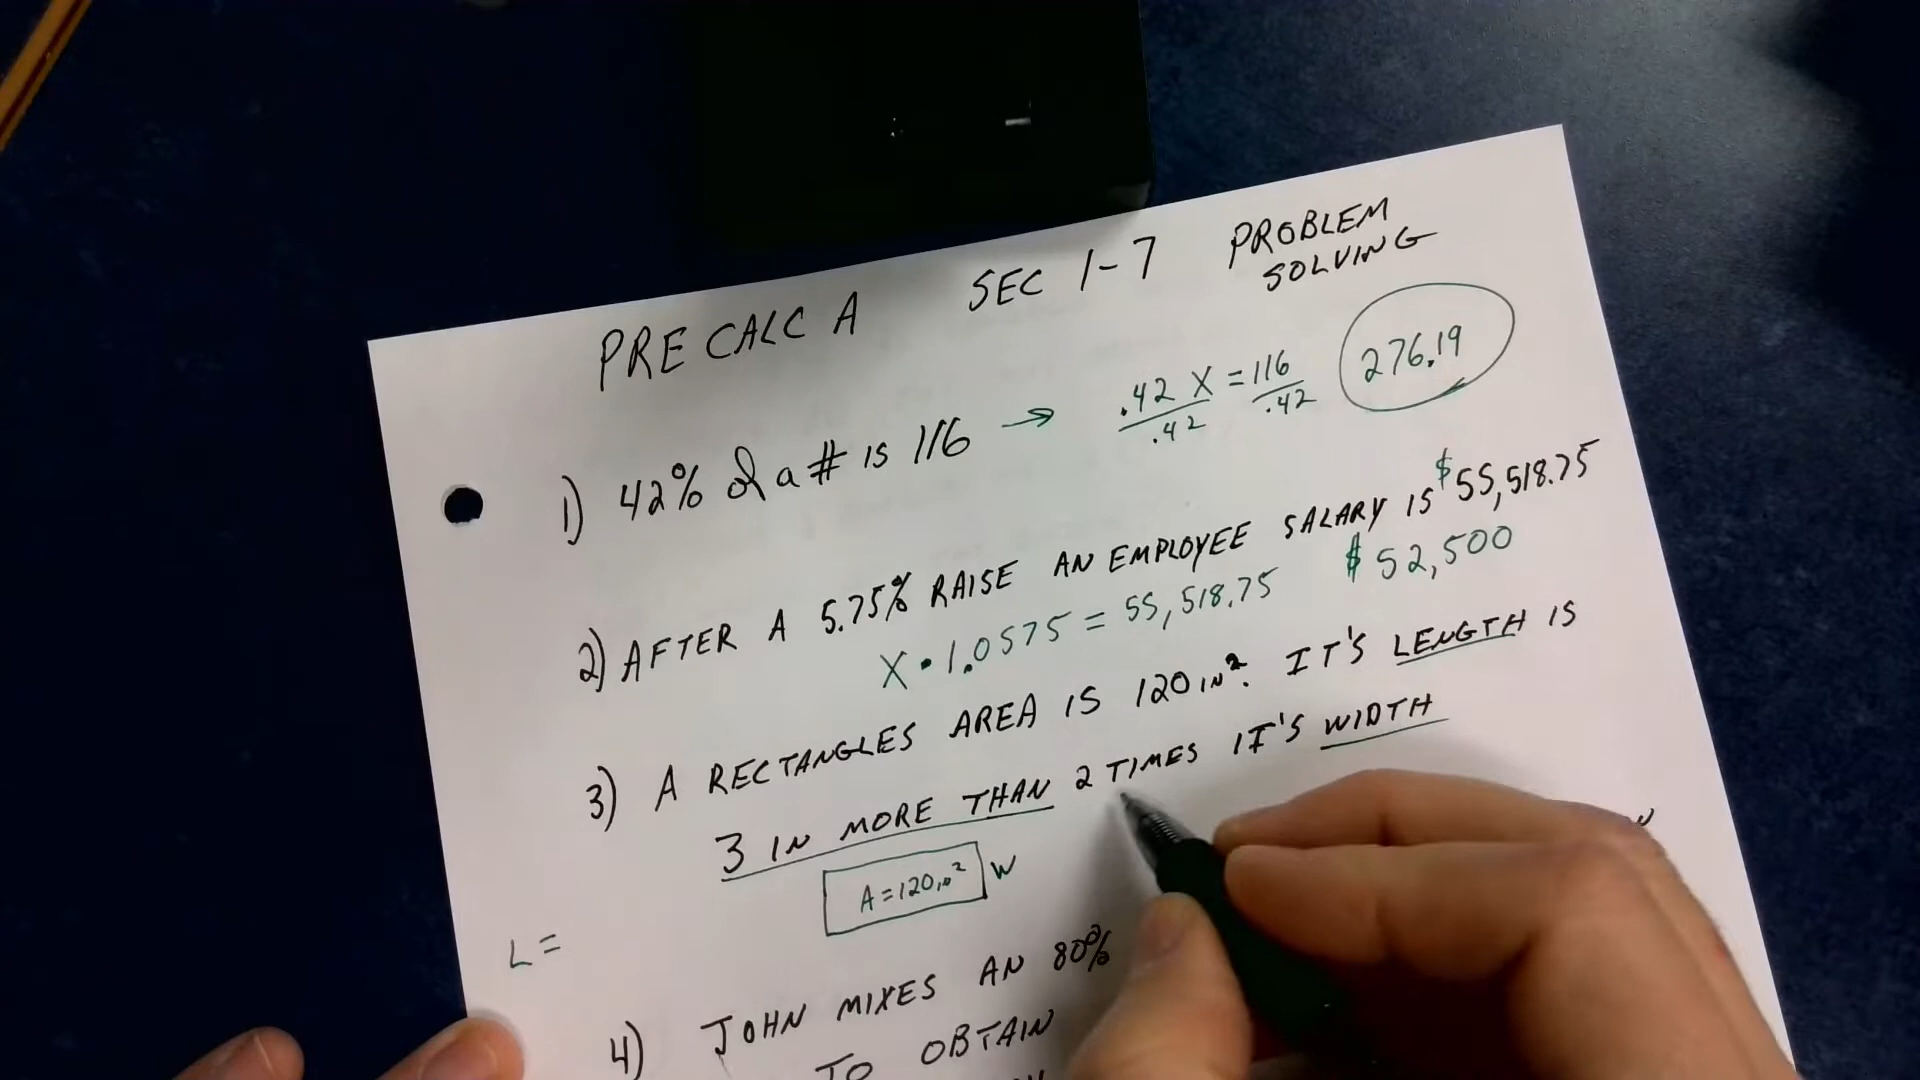 PRE CALC A SEC 1-7 PROBLEM
SOLVING
1) 42% of a # is 116 → .42 X = 116 276.19
.42 .42
2) AFTER A 5.75% RAISE AN EMPLOYEE SALARY IS $55,518.75
X • 1.0575 = 55,518.75 $52,500
3) A RECTANGLES AREA IS 120 IN². IT'S LENGTH IS
3 IN MORE THAN 2 TIMES IT'S WIDTH
A = 120 in² W
L =
4) JOHN MIXES AN 80%
TO OBTAIN